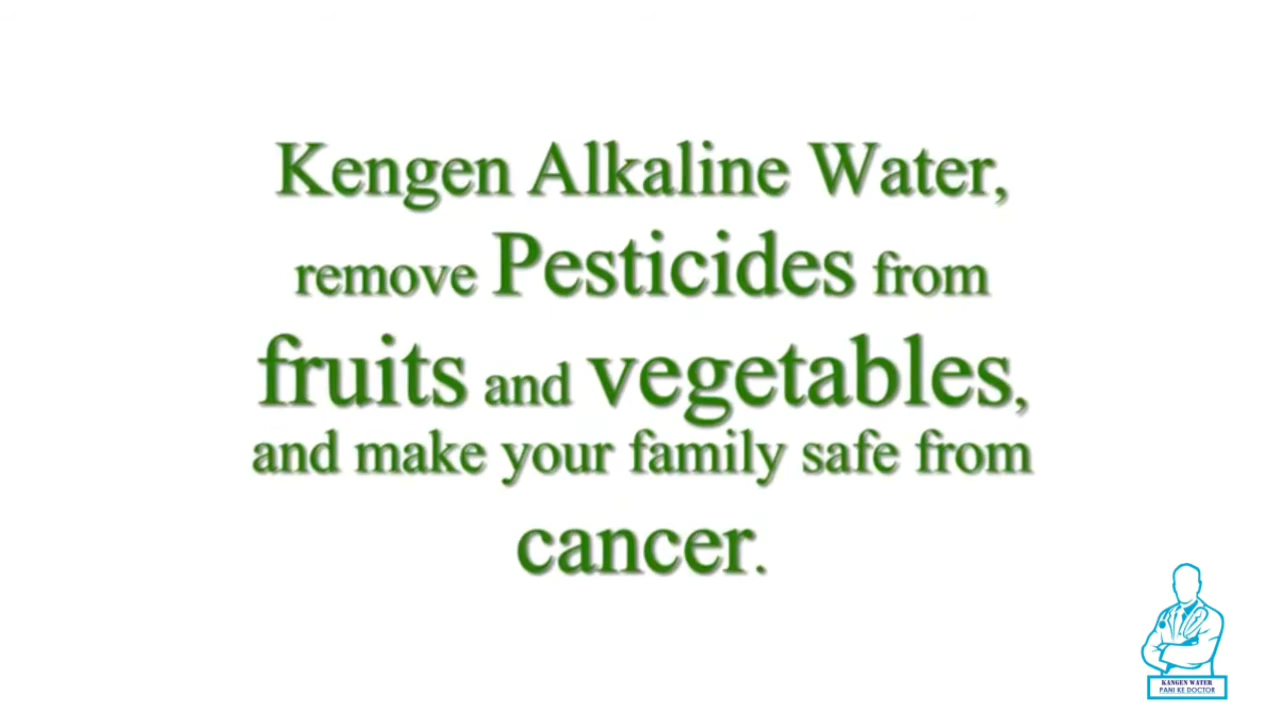 Kengen Alkaline Water,
remove Pesticides from
fruits and vegetables,
and make your family safe from
cancer.
KANGEN WATER
PANI KE DOCTOR